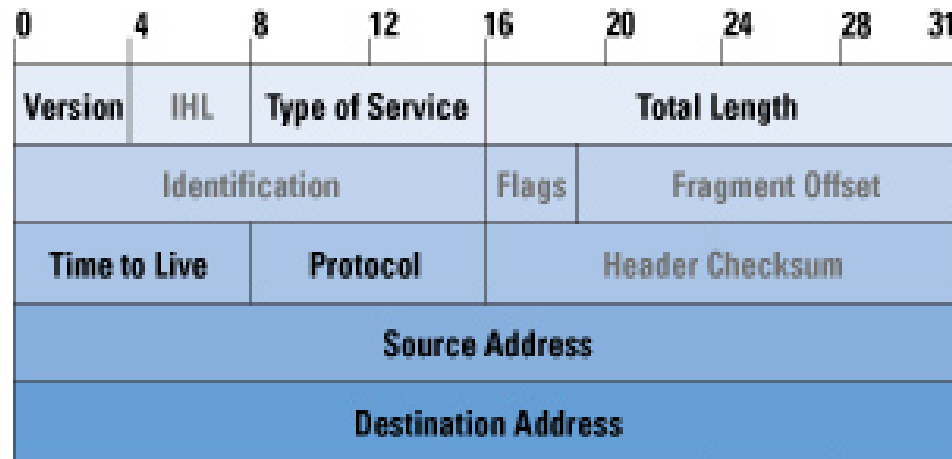 0 4 8 12 16 20 24 28 31
Version IHL Type of Service Total Length
Identification Flags Fragment Offset
Time to Live Protocol Header Checksum
Source Address
Destination Address